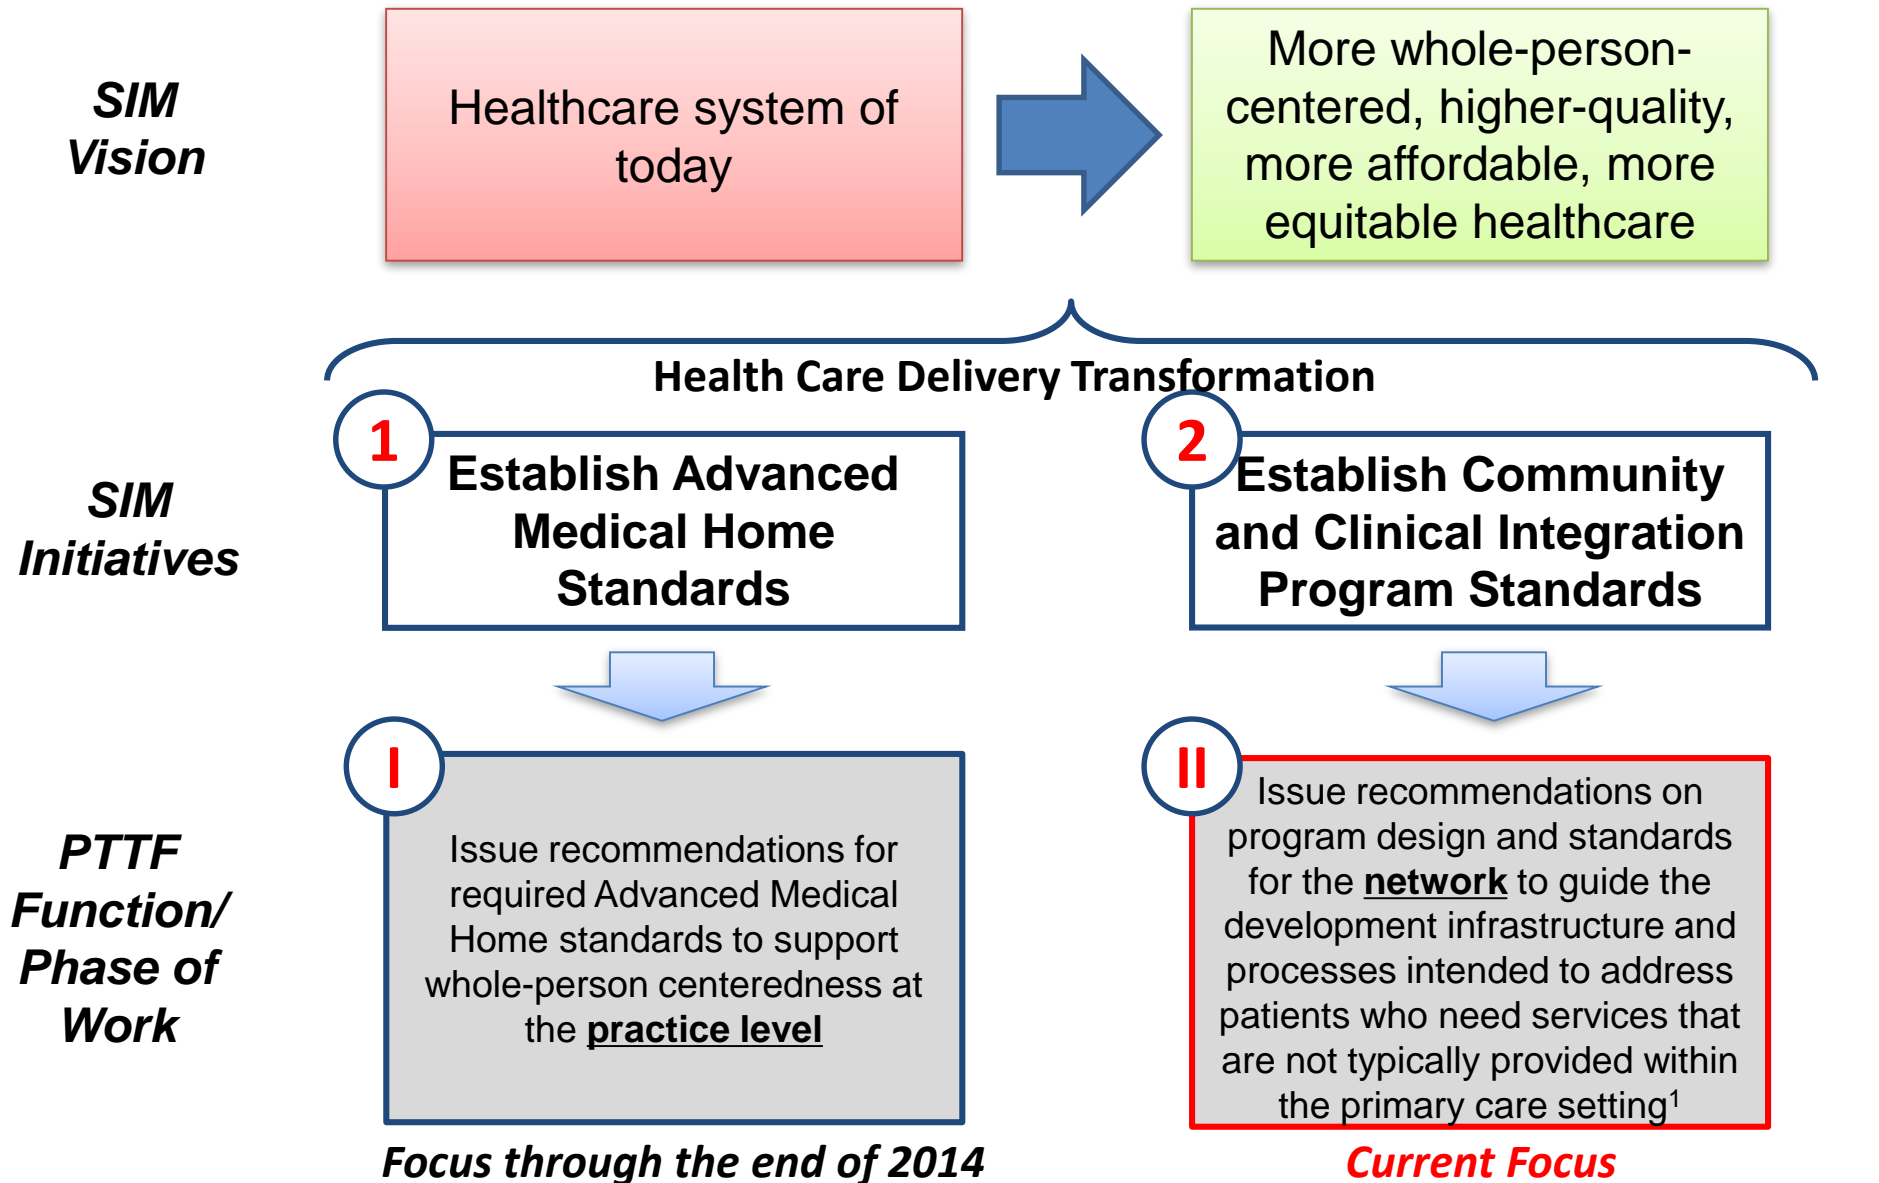 SIM
Vision
Healthcare system of
today
More whole-person-
centered, higher-quality,
more affordable, more
equitable healthcare
Health Care Delivery Transformation
SIM
Initiatives
1
Establish Advanced
Medical Home
Standards
2
Establish Community
and Clinical Integration
Program Standards
PTTF
Function/
Phase of
Work
I
Issue recommendations for
required Advanced Medical
Home standards to support
whole-person centeredness at
the practice level
II
Issue recommendations on
program design and standards
for the network to guide the
development infrastructure and
processes intended to address
patients who need services that
are not typically provided within
the primary care setting¹
Focus through the end of 2014
Current Focus